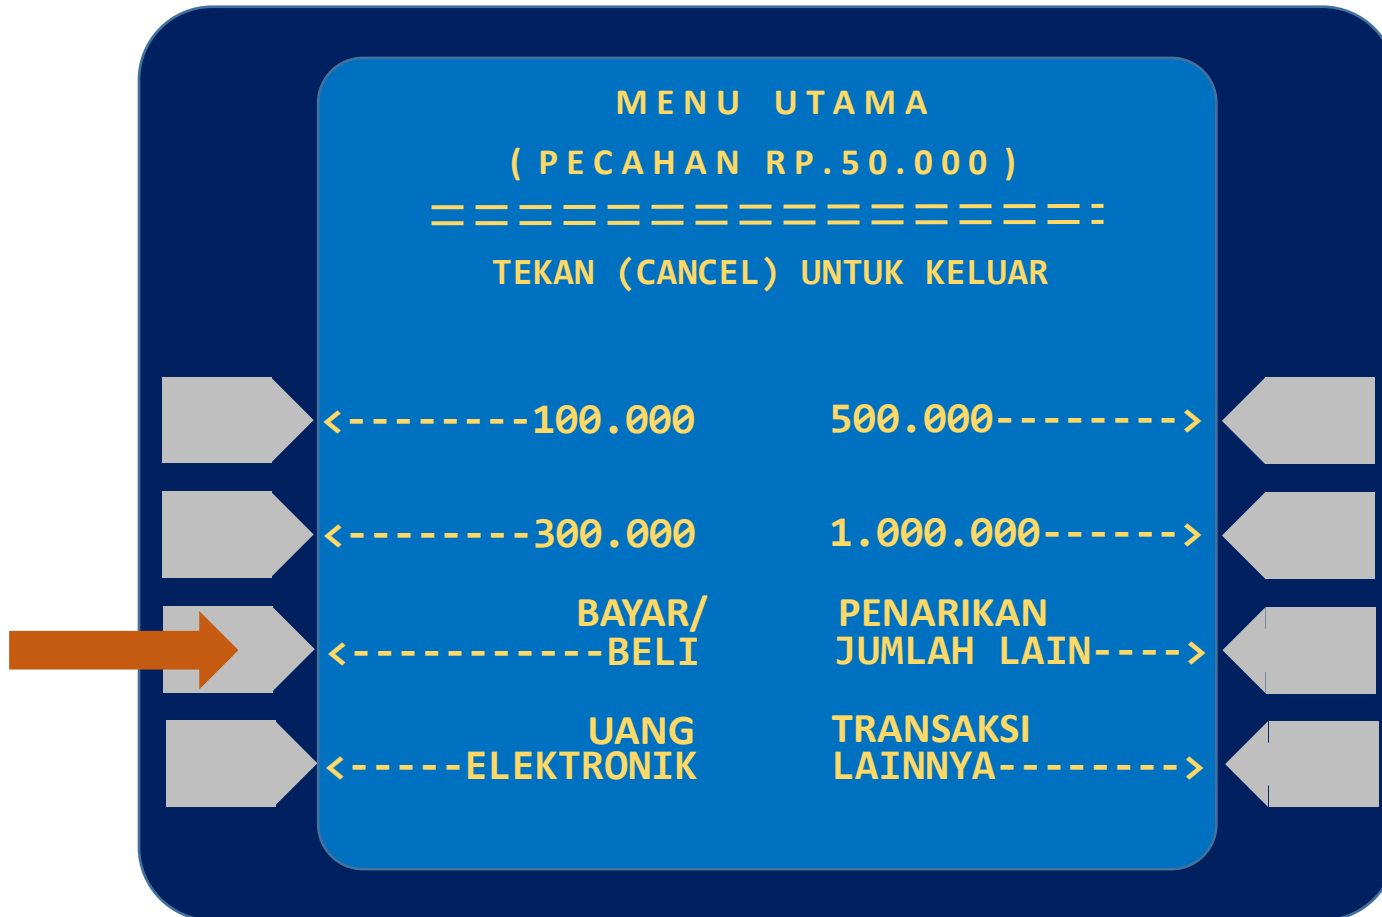 MENU UTAMA
(PECAHAN RP.50.000)
================
TEKAN (CANCEL) UNTUK KELUAR
<--------100.000 500.000-------->
<--------300.000 1.000.000------>
BAYAR/ PENARIKAN
<-----------BELI JUMLAH LAIN---->
UANG TRANSAKSI
<-----ELEKTRONIK LAINNYA-------->